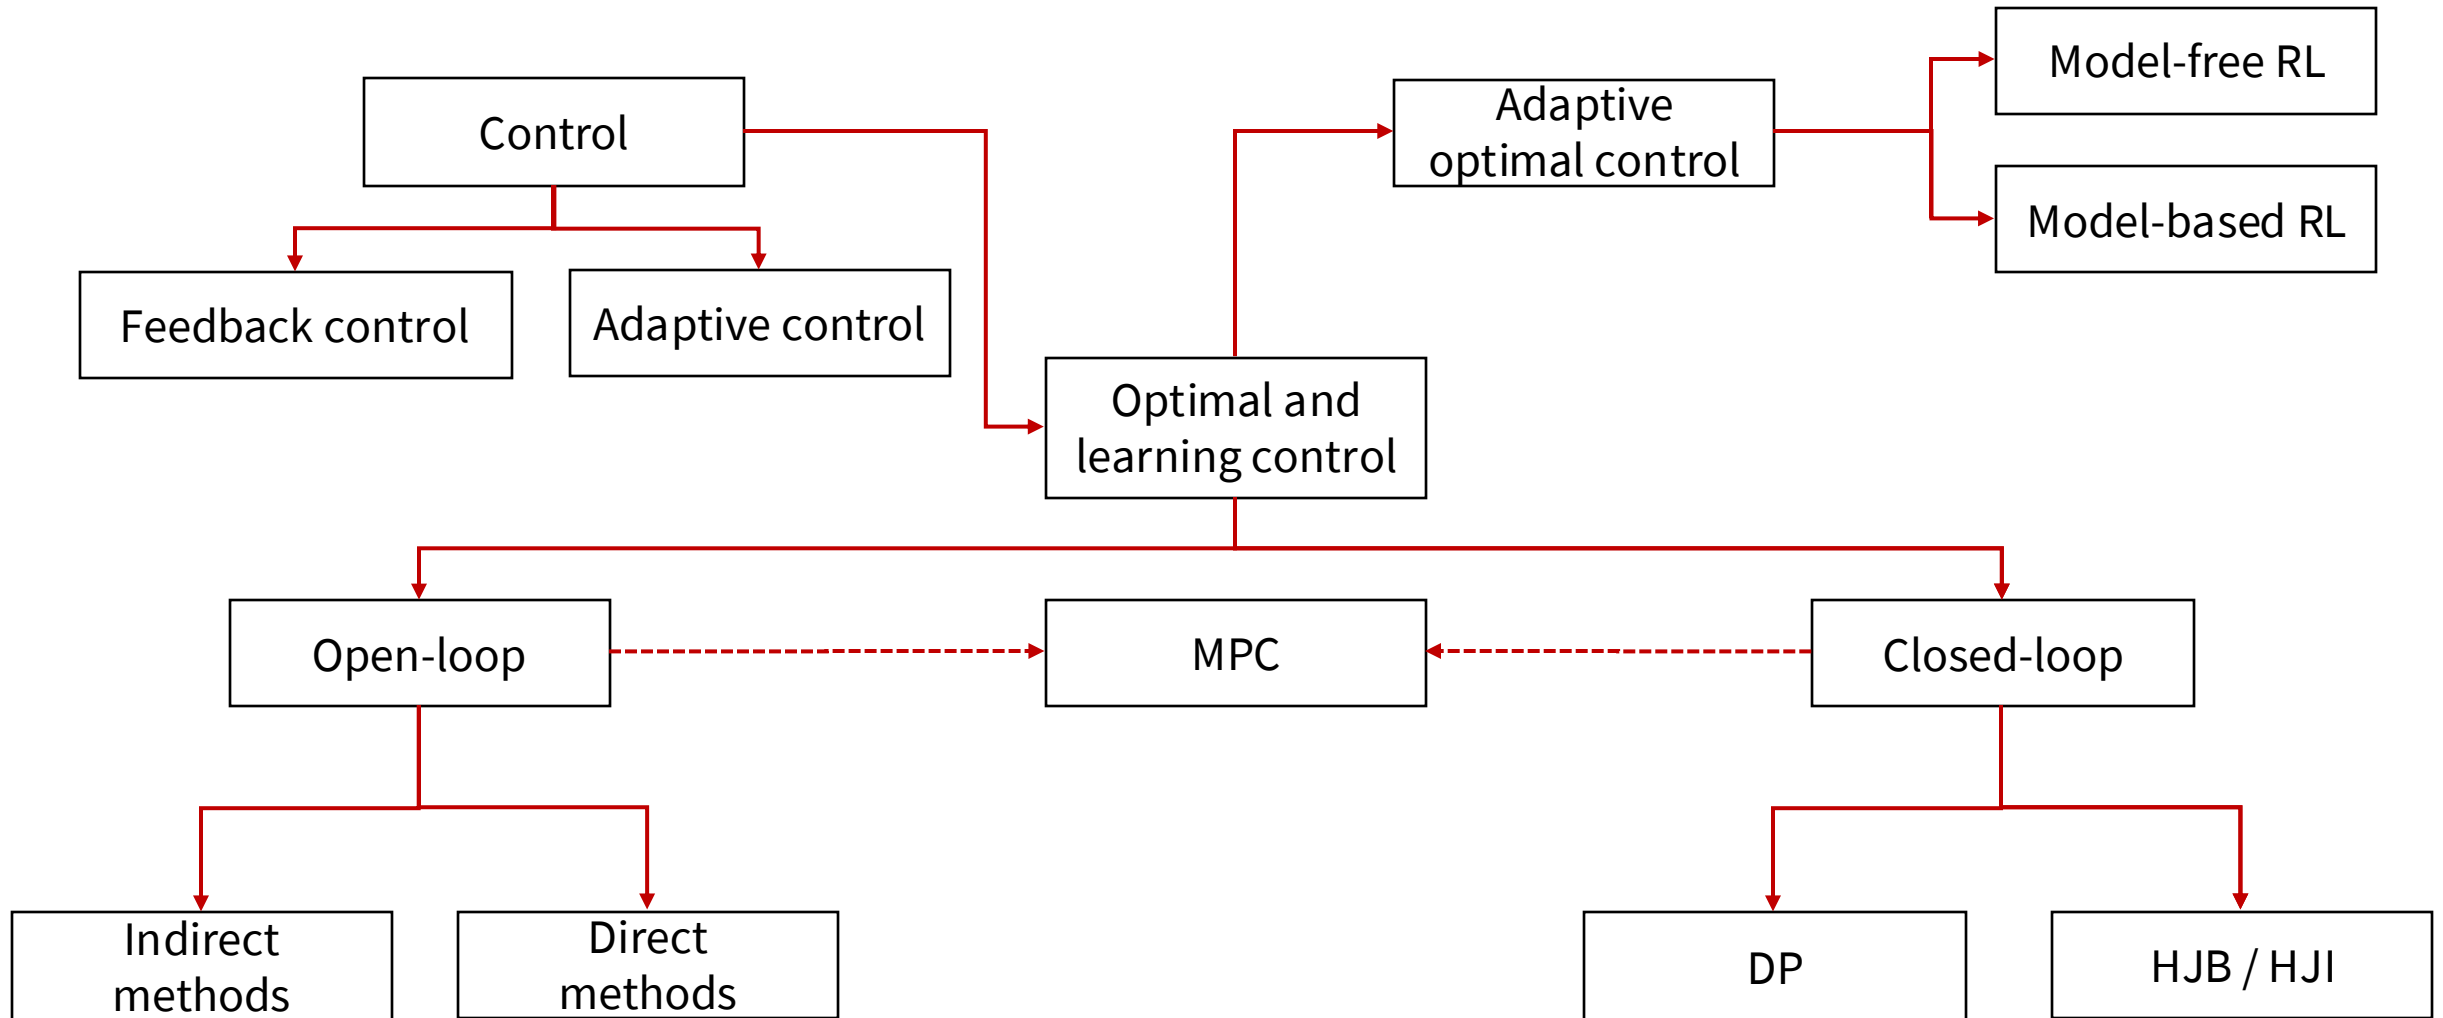 Model-free RL
Control
Adaptive
optimal control
Model-based RL
Feedback control
Adaptive control
Optimal and
learning control
Open-loop
MPC
Closed-loop
Indirect
methods
Direct
methods
DP
HJB / HJI